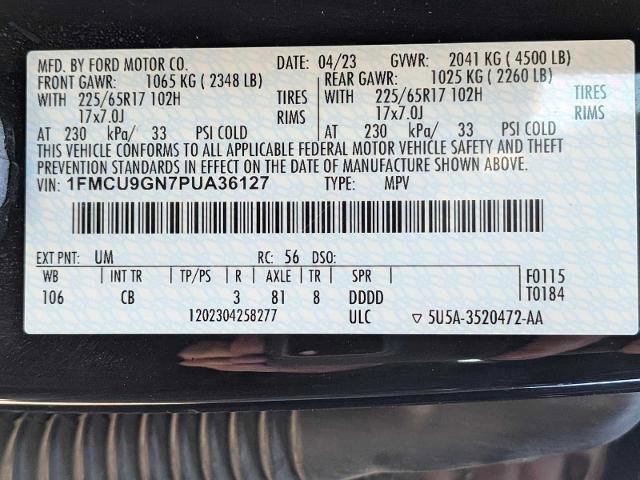 MFD. BY FORD MOTOR CO. DATE: 04/23 GVWR: 2041 KG ( 4500 LB)
FRONT GAWR: 1065 KG ( 2348 LB) REAR GAWR: 1025 KG ( 2260 LB)
WITH 225/65R17 102H TIRES WITH 225/65R17 102H TIRES
17x7.0J RIMS 17x7.0J RIMS
AT 230 kPa/ 33 PSI COLD AT 230 kPa/ 33 PSI COLD
THIS VEHICLE CONFORMS TO ALL APPLICABLE FEDERAL MOTOR VEHICLE SAFETY AND THEFT
PREVENTION STANDARDS IN EFFECT ON THE DATE OF MANUFACTURE SHOWN ABOVE.
VIN: 1FMCU9GN7PUA36127 TYPE: MPV
EXT PNT: UM RC: 56 DSO:
WB INT TR TP/PS R AXLE TR SPR F0115
106 CB 3 81 8 DDDD T0184
1202304258277 ULC ▽ 5U5A-3520472-AA